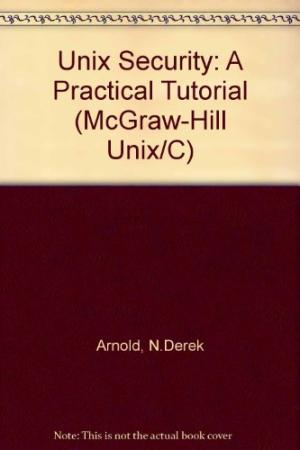 Unix Security: A
Practical Tutorial
(McGraw-Hill
Unix/C)
Arnold, N.Derek
Note: This is not the actual book cover